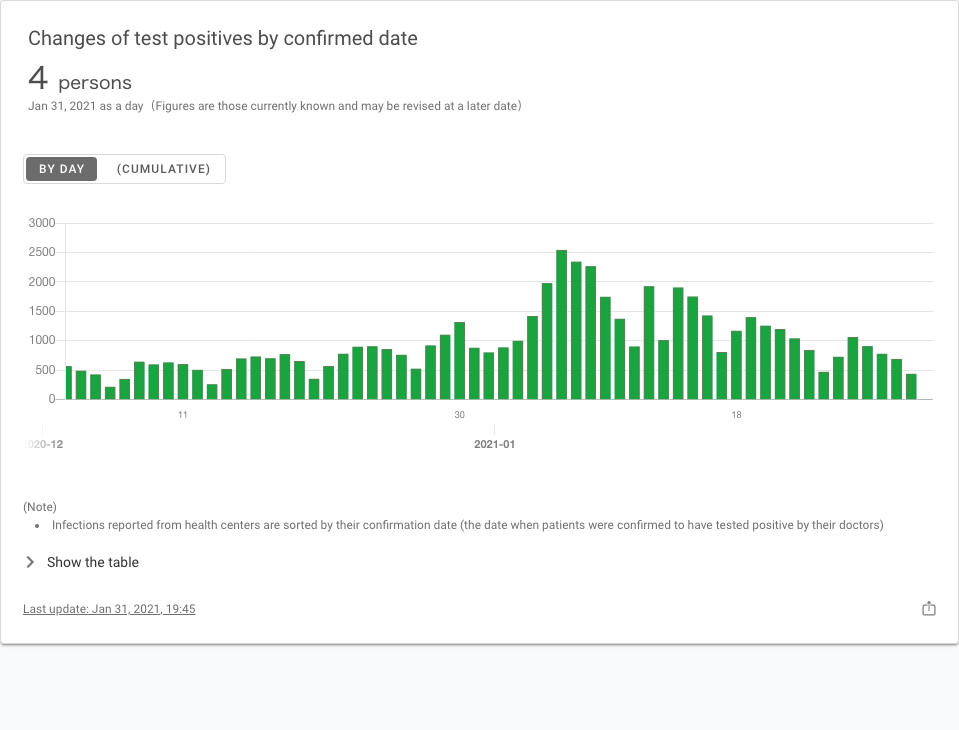 Changes of test positives by confirmed date
4 persons
Jan 31, 2021 as a day (Figures are those currently known and may be revised at a later date)
BY DAY (CUMULATIVE)
3000
2500
2000
1500
1000
500
0
11 30 18
020-12 2021-01
(Note)
• Infections reported from health centers are sorted by their confirmation date (the date when patients were confirmed to have tested positive by their doctors)
Show the table
Last update: Jan 31, 2021, 19:45